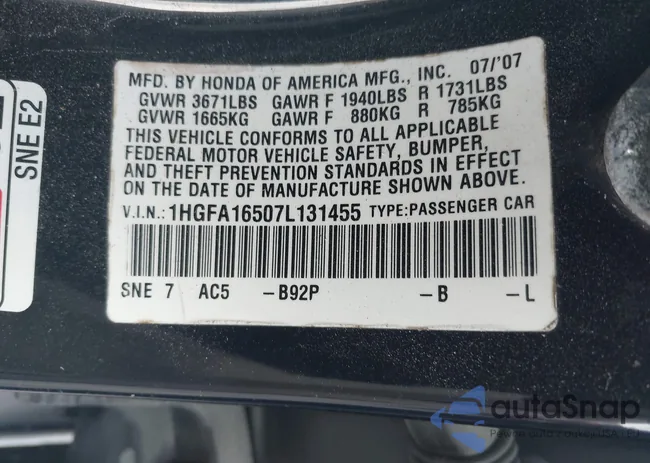 MFD. BY HONDA OF AMERICA MFG., INC. 07/'07
GVWR 3671LBS GAWR F 1940LBS R 1731LBS
GVWR 1665KG GAWR F 880KG R 785KG
THIS VEHICLE CONFORMS TO ALL APPLICABLE
FEDERAL MOTOR VEHICLE SAFETY, BUMPER,
AND THEFT PREVENTION STANDARDS IN EFFECT
ON THE DATE OF MANUFACTURE SHOWN ABOVE.
V.I.N.: 1HGFA16507L131455 TYPE:PASSENGER CAR
SNE 7 AC5 -B92P -B -L
SNE E2
autoSnap